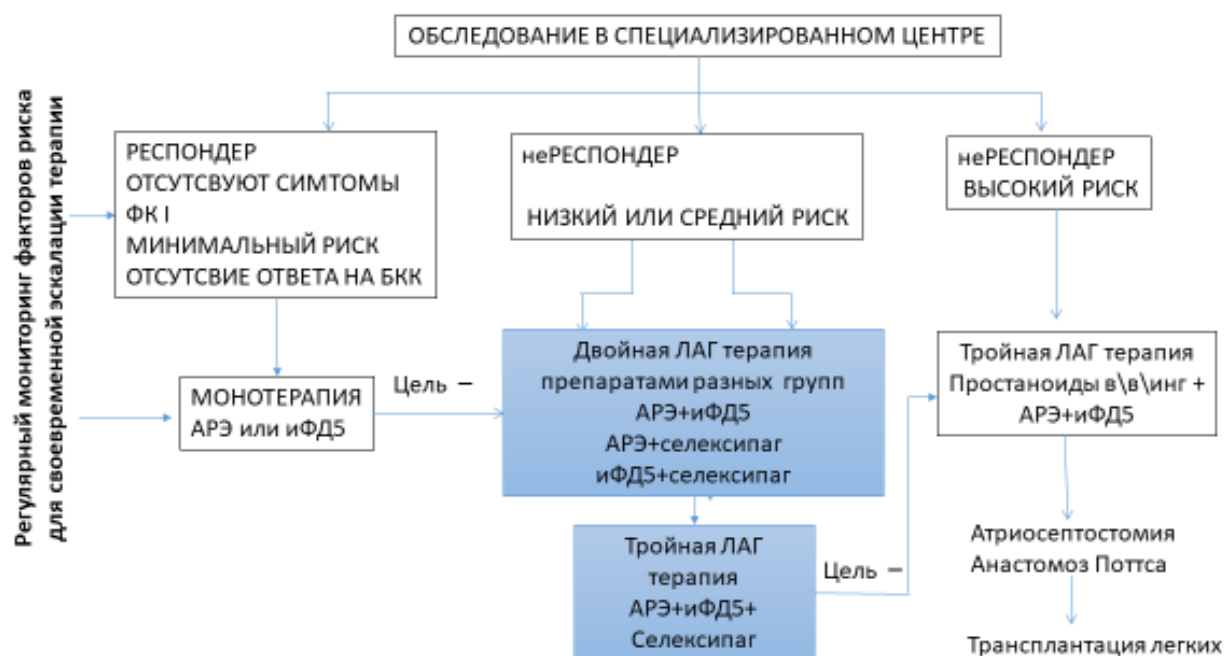 ОБСЛЕДОВАНИЕ В СПЕЦИАЛИЗИРОВАННОМ ЦЕНТРЕ
Регулярный мониторинг факторов риска
для своевременной эскалации терапии
РЕСПОНДЕР
ОТСУТСВУЮТ СИМТОМЫ
ФК I
МИНИМАЛЬНЫЙ РИСК
ОТСУТСВИЕ ОТВЕТА НА БКК
неРЕСПОНДЕР
НИЗКИЙ ИЛИ СРЕДНИЙ РИСК
неРЕСПОНДЕР
ВЫСОКИЙ РИСК
МОНОТЕРАПИЯ
АРЭ или иФД5
Цель –
Двойная ЛАГ терапия
препаратами разных групп
АРЭ+иФД5
АРЭ+селексипаг
иФД5+селексипаг
Тройная ЛАГ
терапия
АРЭ+иФД5+
Селексипаг
Цель –
Тройная ЛАГ терапия
Простаноиды в\в\инг +
АРЭ+иФД5
Атриосептостомия
Анастомоз Поттса
Трансплантация легких